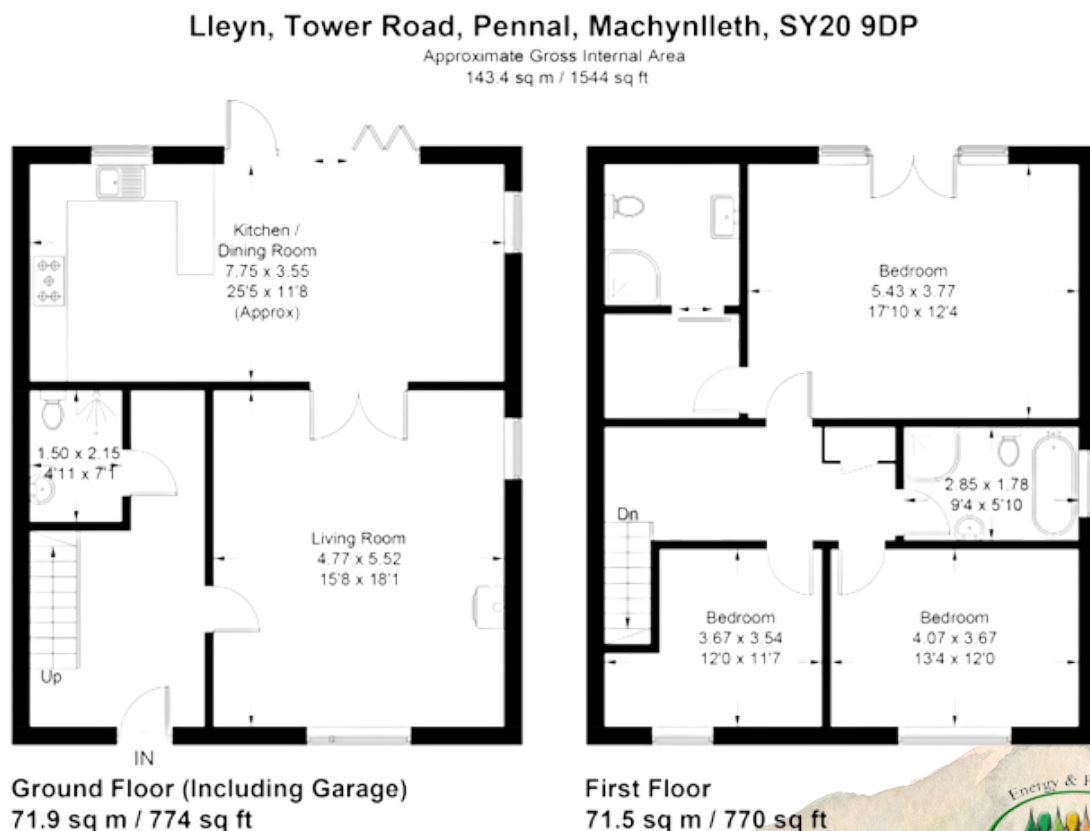 Lleyn, Tower Road, Pennal, Machynlleth, SY20 9DP
Approximate Gross Internal Area
143.4 sq m / 1544 sq ft
Kitchen /
Dining Room
7.75 x 3.55
25'5 x 11'8
(Approx)
1.50 x 2.15
4'11 x 7'1
Living Room
4.77 x 5.52
15'8 x 18'1
Up
IN
Ground Floor (Including Garage)
71.9 sq m / 774 sq ft
Bedroom
5.43 x 3.77
17'10 x 12'4
2.85 x 1.78
9'4 x 5'10
Dn
Bedroom
3.67 x 3.54
12'0 x 11'7
Bedroom
4.07 x 3.67
13'4 x 12'0
First Floor
71.5 sq m / 770 sq ft
Energy &